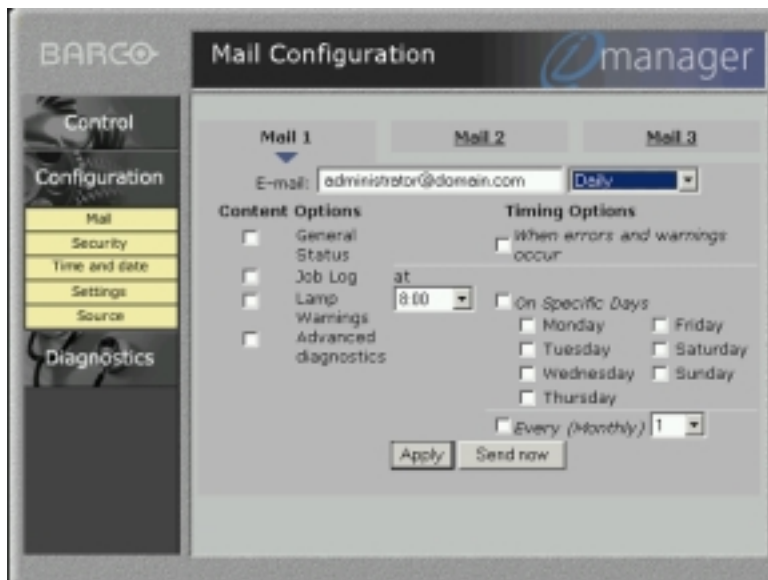 BARCO
Mail Configuration
i manager
Control
Configuration
Mail
Security
Time and date
Settings
Source
Diagnostics
Mail 1
Mail 2
Mail 3
E-mail: administrator@domain.com
Daily
Content Options
General Status
Job Log
Lamp Warnings
Advanced diagnostics
at
8:00
Timing Options
When errors and warnings occur
On Specific Days
Monday
Friday
Tuesday
Saturday
Wednesday
Sunday
Thursday
Every (Monthly) 1
Apply
Send now